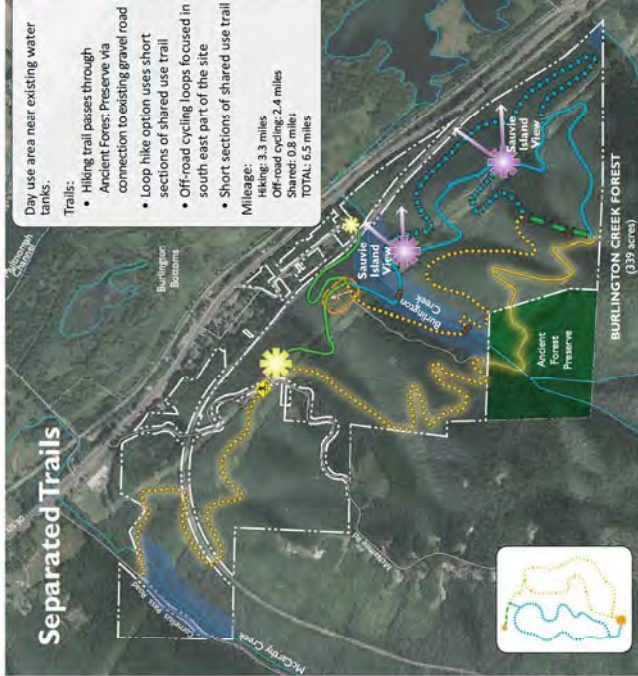 Separated Trails
Day use area near existing water
tanks.
Trails:
• Hiking trail passes through
Ancient Forest Preserve via
connection to existing gravel road
• Loop hike option uses short
sections of shared use trail
• Off-road cycling loops focused in
south east part of the site
• Short sections of shared use trail
Mileage:
Hiking: 3.3 miles
Off-road cycling: 2.4 miles
Shared: 0.8 miles
TOTAL: 6.5 miles
Burlington
Bottoms
Cornelius Pass Road
McCarthy Creek
Sauvie
Island
View
Sauvie
Island
View
Burlington
Creek
Ancient
Forest
Preserve
BURLINGTON CREEK FOREST
(339 acres)